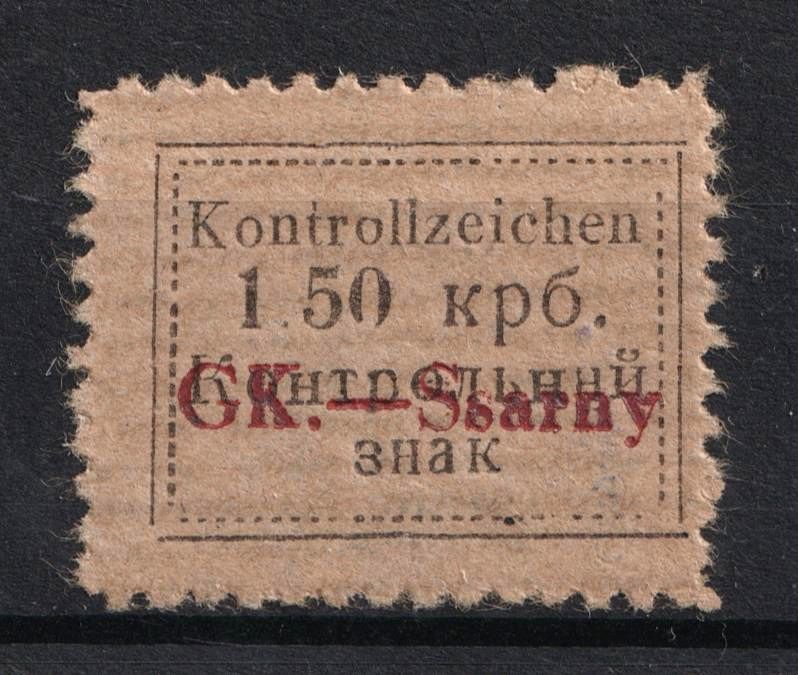 Kontrollzeichen
1.50 крб.
Контрольний
GK.—Ssarny
знак